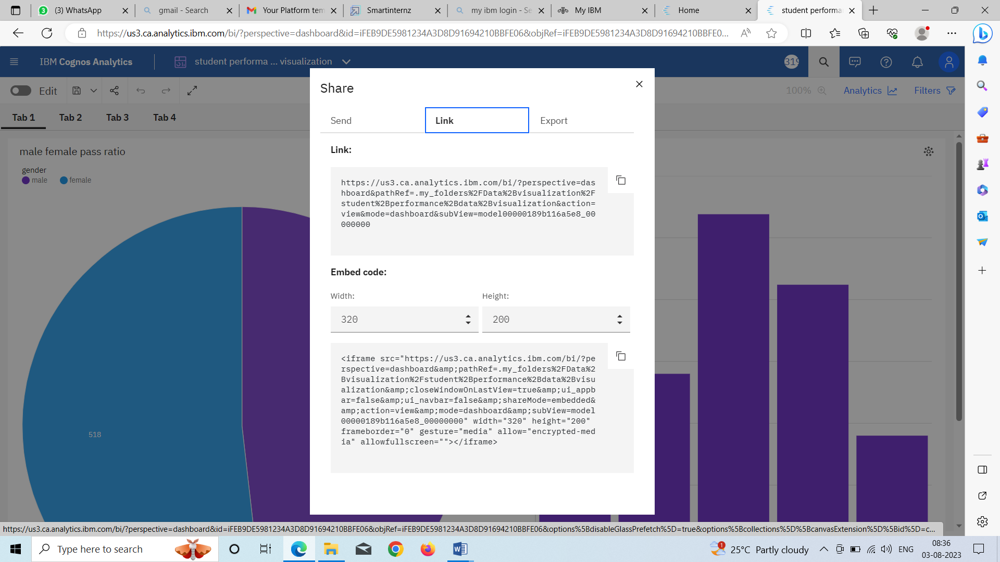 (3) WhatsApp
gmail - Search
Your Platform tem
Smartinternz
my ibm login - Se
My IBM
Home
student performa
https://us3.ca.analytics.ibm.com/bi/?perspective=dashboard&id=iFEB9DE5981234A3D8D91694210BBFE06&objRef=iFEB9DE5981234A3D8D91694210BBFE0...
IBM Cognos Analytics
student performa ... visualization
Edit
100%
Analytics
Filters
Tab 1
Tab 2
Tab 3
Tab 4
male female pass ratio
gender
male
female
518
Share
Send
Link
Export
Link:
https://us3.ca.analytics.ibm.com/bi/?perspective=das
hboard&pathRef=.my_folders%2FData%2Bvisualization%2F
student%2Bperformance%2Bdata%2Bvisualization&action=
view&mode=dashboard&subView=model00000189b116a5e8_00
000000
Embed code:
Width:
Height:
320
200
<iframe src="https://us3.ca.analytics.ibm.com/bi/?pe
rspective=dashboard&amp;pathRef=.my_folders%2FData%2
Bvisualization%2Fstudent%2Bperformance%2Bdata%2Bvisu
alization&amp;closeWindowOnLastView=true&amp;ui_appb
ar=false&amp;ui_navbar=false&amp;shareMode=embedded&
amp;action=view&amp;mode=dashboard&amp;subView=model
00000189b116a5e8_00000000" width="320" height="200"
frameborder="0" gesture="media" allow="encrypted-med
ia" allowfullscreen=""></iframe>
https://us3.ca.analytics.ibm.com/bi/?perspective=dashboard&id=iFEB9DE5981234A3D8D91694210BBFE06&objRef=iFEB9DE5981234A3D8D91694210BBFE06&options%5BdisableGlassPrefetch%5D=true&options%5Bcollections%5D%5BcanvasExtension%5D%5Bid%5D=c...
Type here to search
1
25°C Partly cloudy
ENG
08:36
03-08-2023